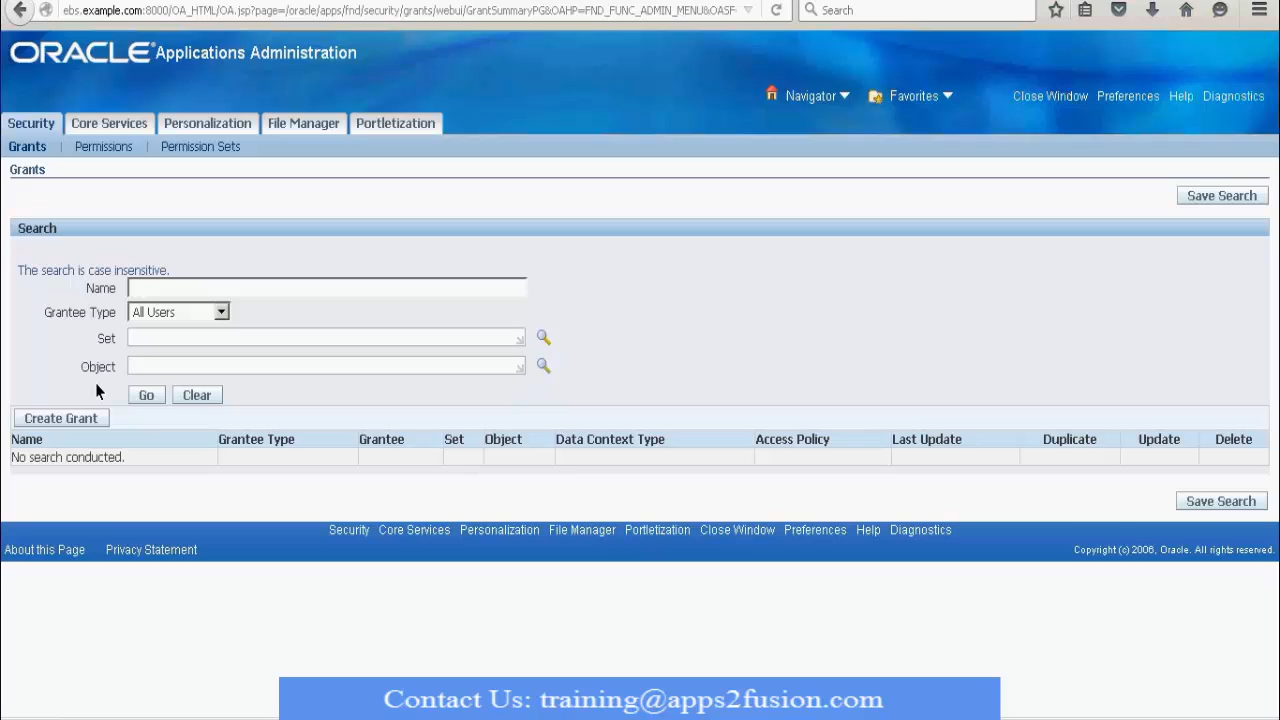 ebs.example.com:8000/OA_HTML/OA.jsp?page=/oracle/apps/fnd/security/grants/webui/GrantSummaryPG&OAHP=FND_FUNC_ADMIN_MENU&OASF- Search
ORACLE® Applications Administration
Navigator Favorites Close Window Preferences Help Diagnostics
Security Core Services Personalization File Manager Portletization
Grants Permissions Permission Sets
Grants
Save Search
Search
The search is case insensitive.
Name
Grantee Type All Users
Set
Object
Go Clear
Create Grant
Name Grantee Type Grantee Set Object Data Context Type Access Policy Last Update Duplicate Update Delete
No search conducted.
Save Search
Security Core Services Personalization File Manager Portletization Close Window Preferences Help Diagnostics
About this Page Privacy Statement Copyright (c) 2006, Oracle. All rights reserved.
Contact Us: training@apps2fusion.com